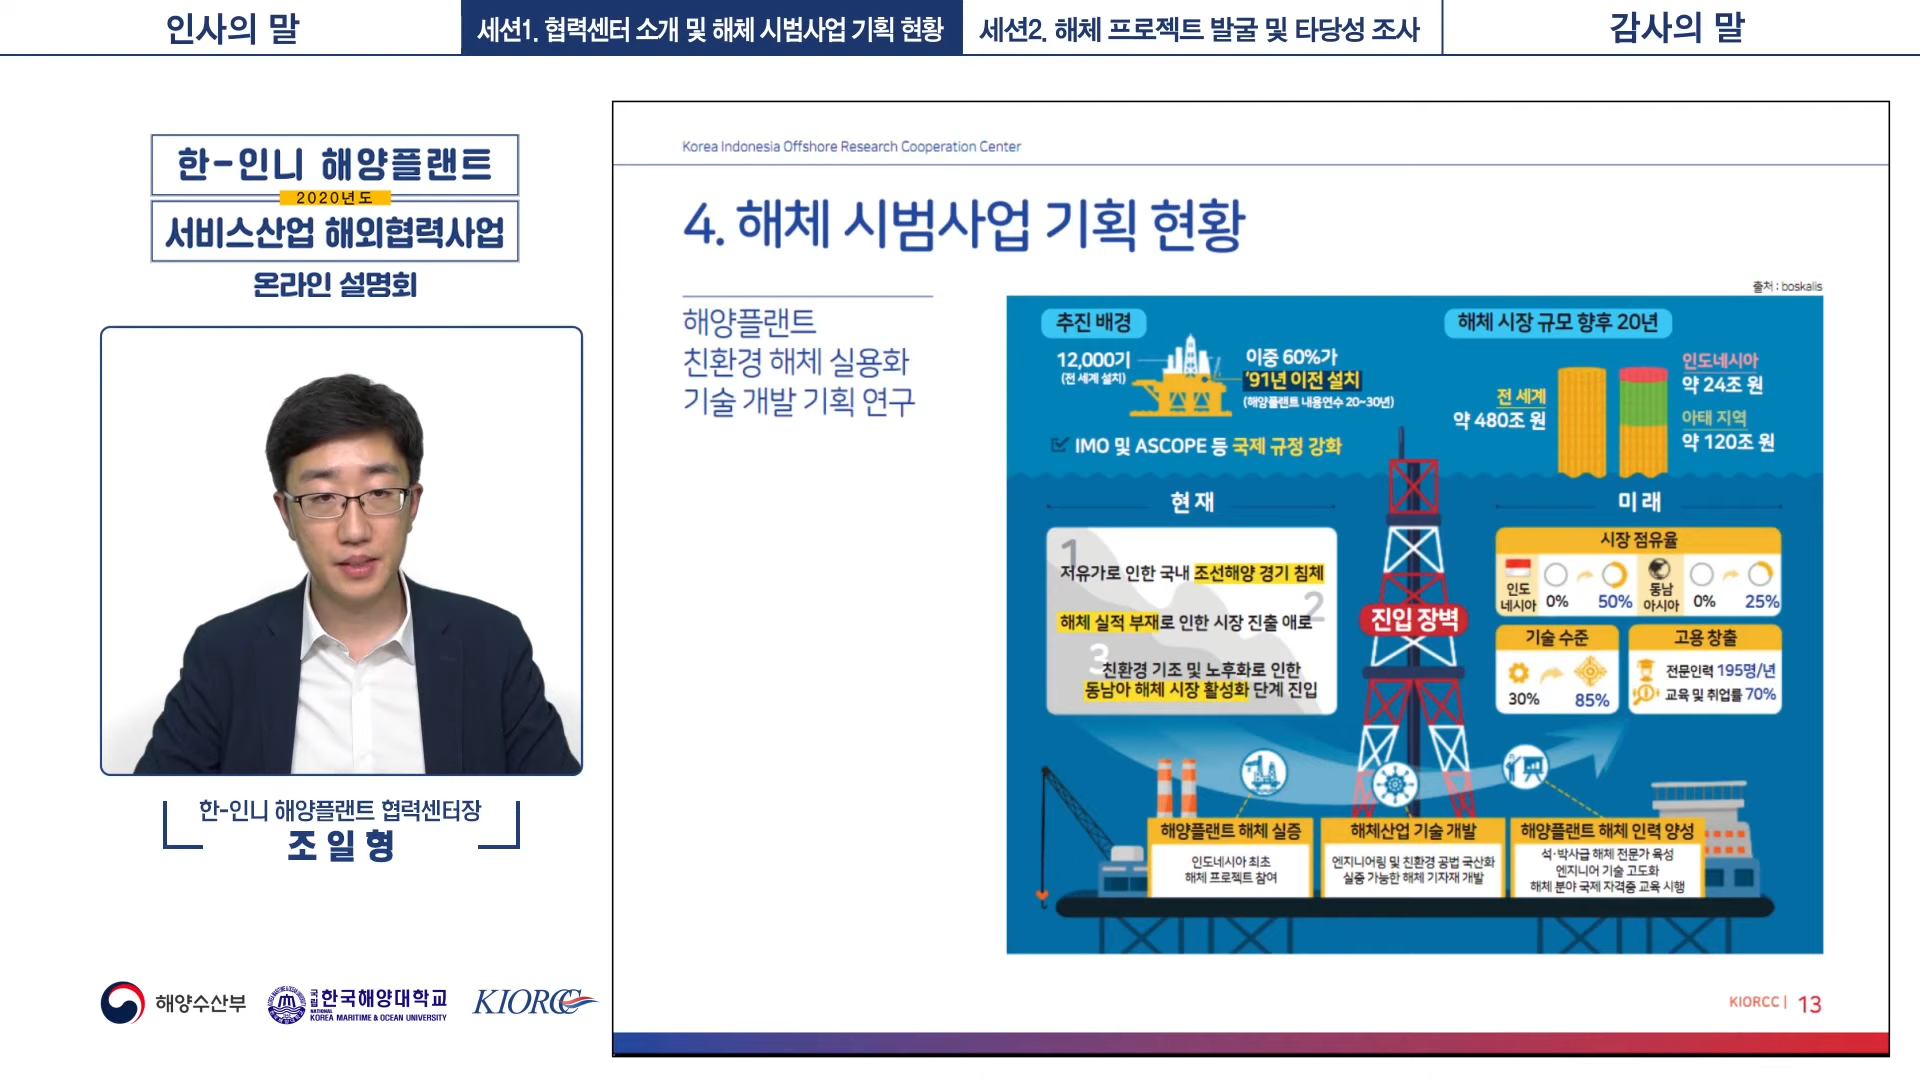 인사의 말
세션1. 협력센터 소개 및 해체 시범사업 기획 현황
세션2. 해체 프로젝트 발굴 및 타당성 조사
감사의 말
한-인니 해양플랜트
2020년도
서비스산업 해외협력사업
온라인 설명회
한-인니 해양플랜트 협력센터장
조일형
해양수산부
국립한국해양대학교
NATIONAL KOREA MARITIME & OCEAN UNIVERSITY
KIORCC
Korea Indonesia Offshore Research Cooperation Center
4. 해체 시범사업 기획 현황
해양플랜트
친환경 해체 실용화
기술 개발 기획 연구
출처 : boskalis
추진 배경
12,000기
(전 세계 설치)
이중 60%가
'91년 이전 설치
(해양플랜트 내용연수 20~30년)
IMO 및 ASCOPE 등 국제 규정 강화
해체 시장 규모 향후 20년
전 세계
약 480조 원
인도네시아
약 24조 원
아태 지역
약 120조 원
현재
1
저유가로 인한 국내 조선해양 경기 침체
2
해체 실적 부재로 인한 시장 진출 애로
3
친환경 기조 및 노후화로 인한
동남아 해체 시장 활성화 단계 진입
진입 장벽
미래
시장 점유율
인도
네시아
0%
50%
동남
아시아
0%
25%
기술 수준
30%
85%
고용 창출
전문인력 195명/년
교육 및 취업률 70%
해양플랜트 해체 실증
인도네시아 최초
해체 프로젝트 참여
해체산업 기술 개발
엔지니어링 및 친환경 공법 국산화
실증 가능한 해체 기자재 개발
해양플랜트 해체 인력 양성
석·박사급 해체 전문가 육성
엔지니어 기술 고도화
해체 분야 국제 자격증 교육 시행
KIORCC | 13